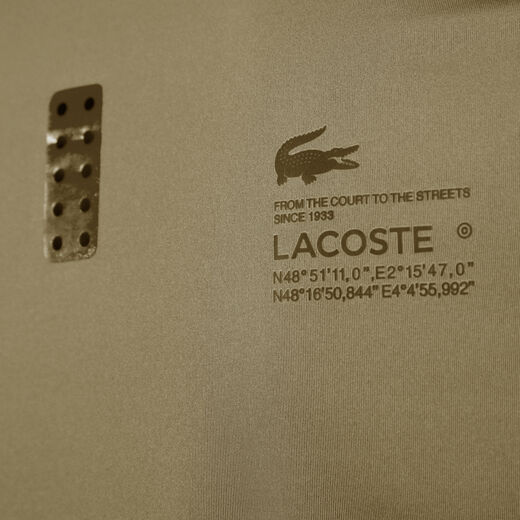 FROM THE COURT TO THE STREETS
SINCE 1933
LACOSTE ©
N48°51'11,0",E2°15'47,0"
N48°16'50,844" E4°4'55,992"